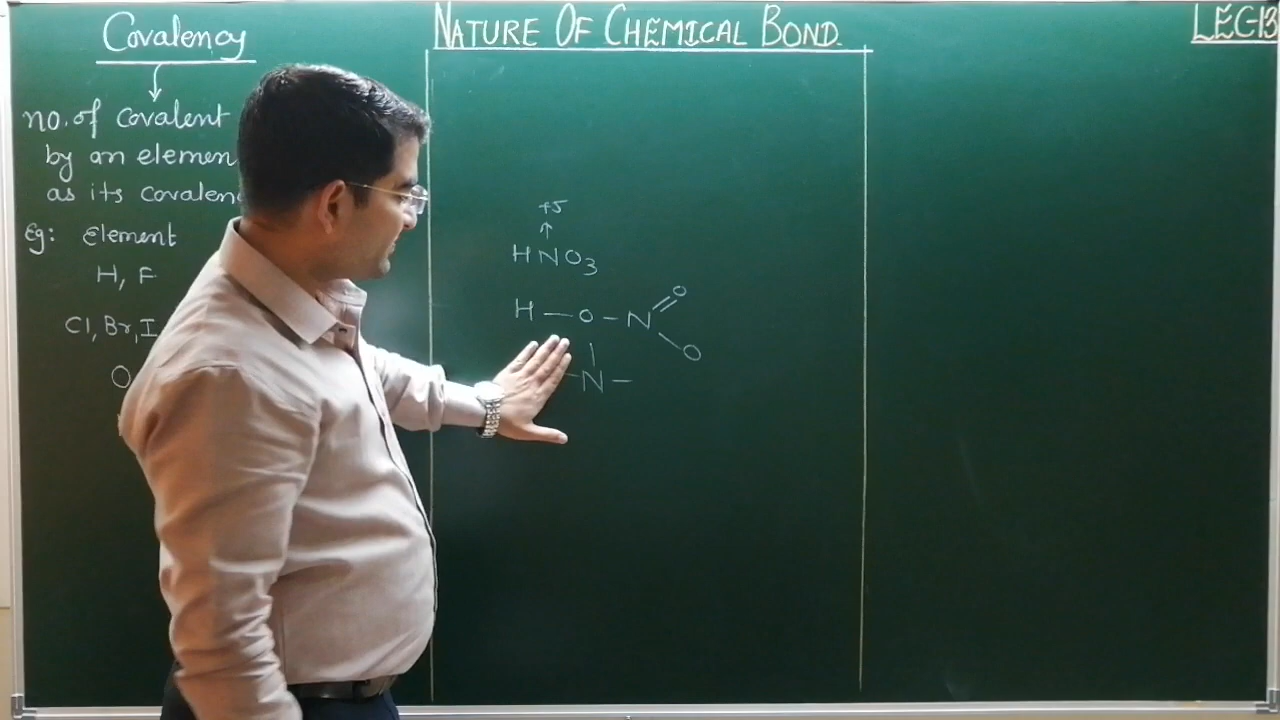 Covalency
↓
no. of covalent
by an elemen
as its covalen
Eg: Element
H, F
Cl, Br, I
O
NATURE OF CHEMICAL BOND.
+5
↑
HNO3
H — O — N = O
— O
— N —
LEC-13